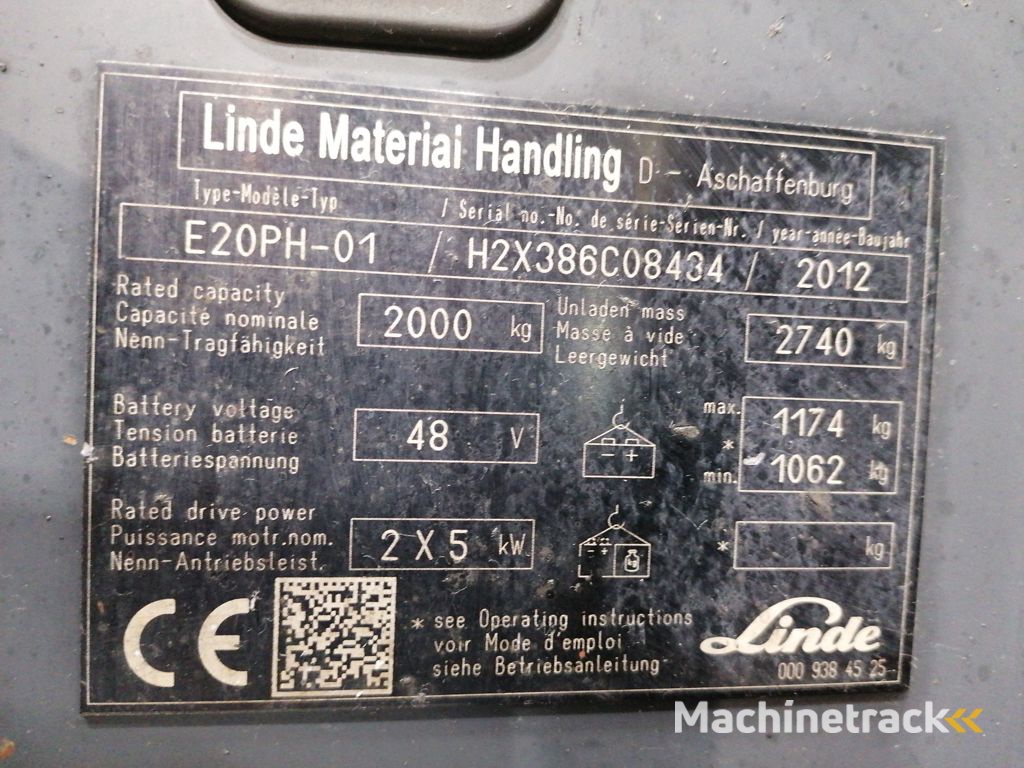 Linde Material Handling D - Aschaffenburg
Type-Modèle-Typ / Serial no.-No. de série-Serien-Nr. / year-année-Baujahr
E20PH-01 / H2X386C08434 / 2012
Rated capacity
Capacité nominale
Nenn-Tragfähigkeit
2000 kg
Unladen mass
Masse à vide
Leergewicht
2740 kg
Battery voltage
Tension batterie
Batteriespannung
48 V
- +
max. 1174 kg
*
min. 1062 kg
Rated drive power
Puissance motr.nom.
Nenn-Antriebsleist.
2 X 5 kW
- + kg
* kg
CE
* see Operating instructions
voir Mode d'emploi
siehe Betriebsanleitung
Linde
000 938 45 25
Machinetrack